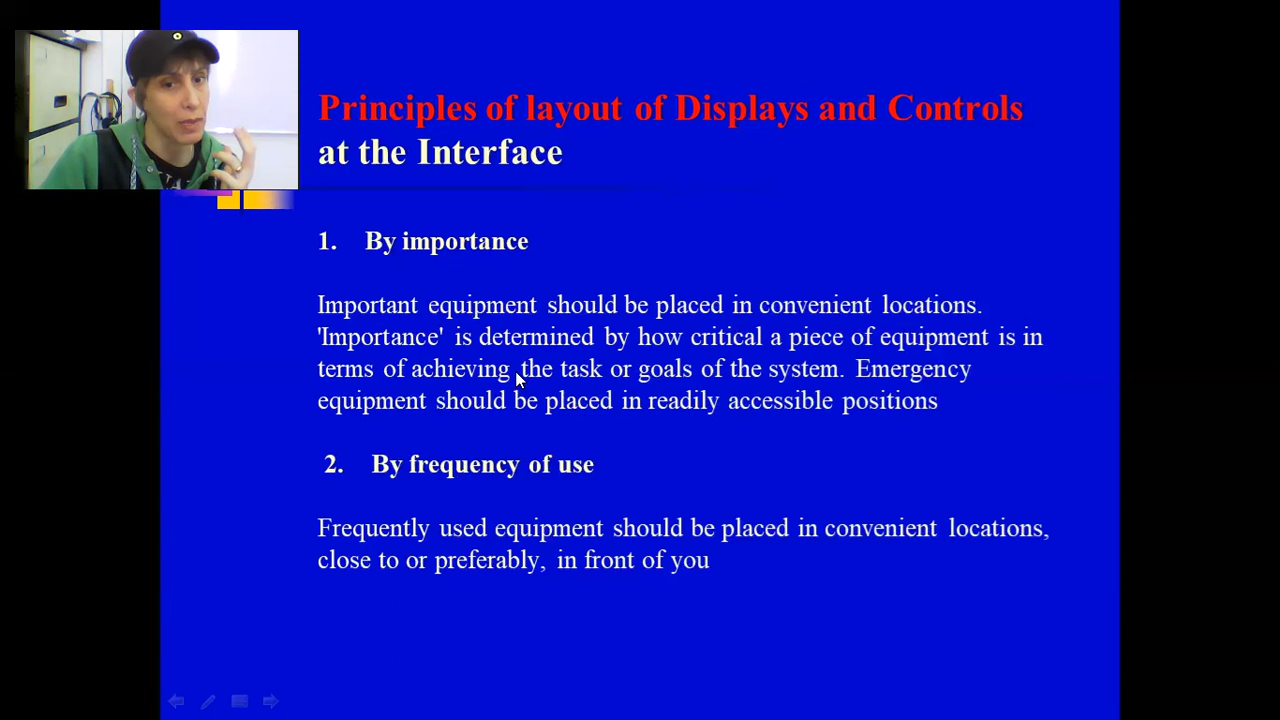 Principles of layout of Displays and Controls
at the Interface
1. By importance
Important equipment should be placed in convenient locations.
'Importance' is determined by how critical a piece of equipment is in
terms of achieving the task or goals of the system. Emergency
equipment should be placed in readily accessible positions
2. By frequency of use
Frequently used equipment should be placed in convenient locations,
close to or preferably, in front of you